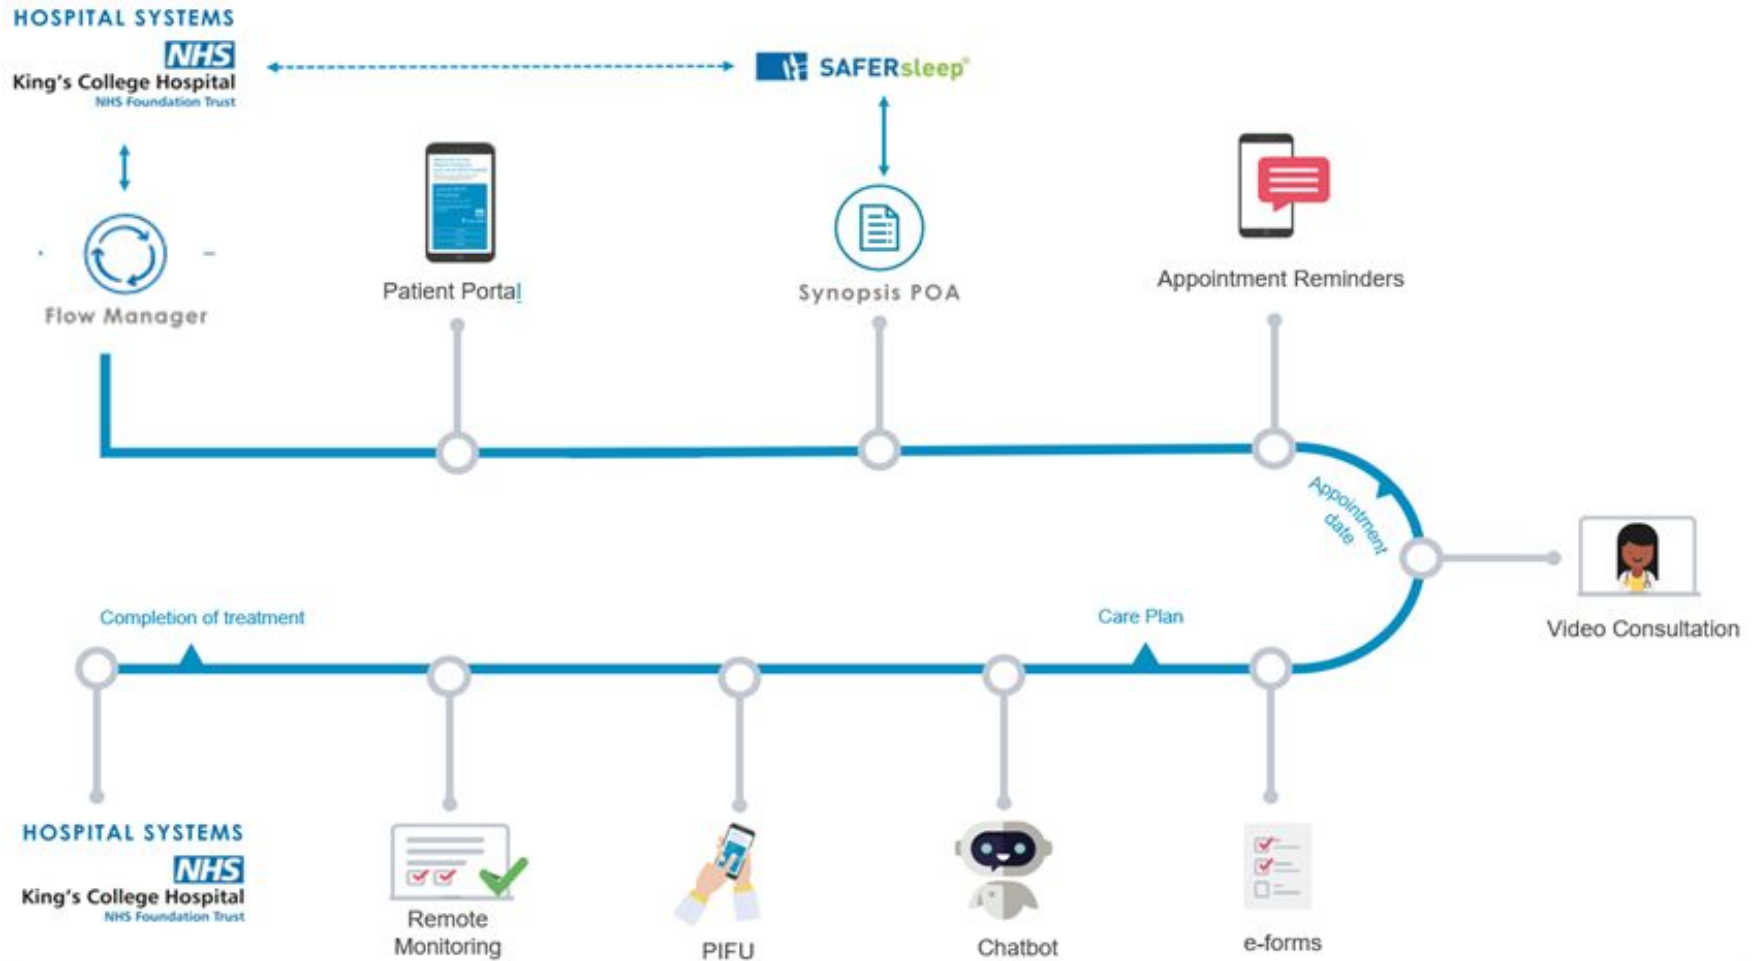 HOSPITAL SYSTEMS
NHS
King's College Hospital
NHS Foundation Trust
SAFERsleep®
Flow Manager
Patient Portal
Synopsis POA
Appointment Reminders
Appointment
date
Video Consultation
Completion of treatment
Care Plan
HOSPITAL SYSTEMS
NHS
King's College Hospital
NHS Foundation Trust
Remote
Monitoring
PIFU
Chatbot
e-forms